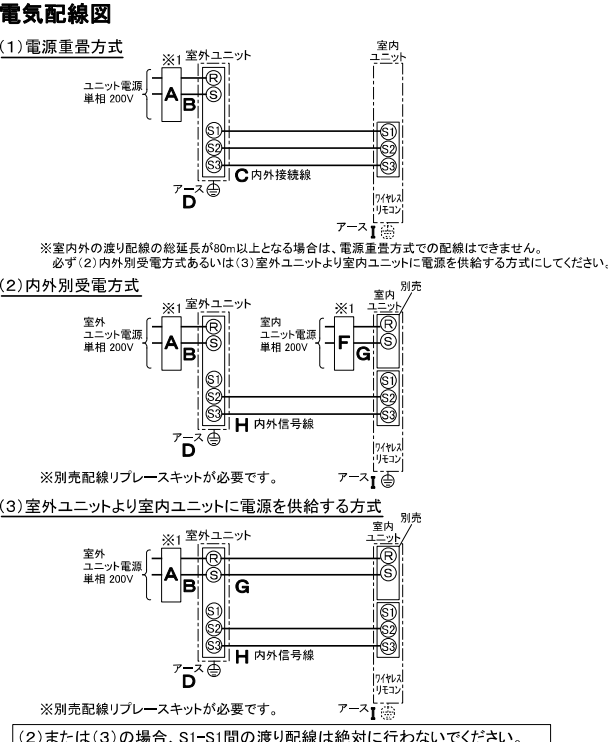 電気配線図
(1)電源重畳方式
※1 室外ユニット
室内
ユニット
ユニット電源
単相 200V
A
B
R
S
S1
S2
S3
S1
S2
S3
C 内外接続線
アース
D
ワイヤレス
リモコン
アース I
※室内外の渡り配線の総延長が80m以上となる場合は、電源重畳方式での配線はできません。
必ず(2)内外別受電方式あるいは(3)室外ユニットより室内ユニットに電源を供給する方式にしてください。
(2)内外別受電方式
別売
※1 室外ユニット
※1
室内
ユニット
室外
ユニット電源
単相 200V
A
B
R
S
室内
ユニット電源
単相 200V
F
G
R
S
S1
S2
S3
S1
S2
S3
H 内外信号線
アース
D
ワイヤレス
リモコン
※別売配線リプレースキットが必要です。
アース I
(3)室外ユニットより室内ユニットに電源を供給する方式
別売
※1 室外ユニット
室内
ユニット
室外
ユニット電源
単相 200V
A
B
R
S
G
R
S
S1
S2
S3
S1
S2
S3
H 内外信号線
アース
D
ワイヤレス
リモコン
※別売配線リプレースキットが必要です。
アース I
(2)または(3)の場合、S1-S1間の渡り配線は絶対に行わないでください。